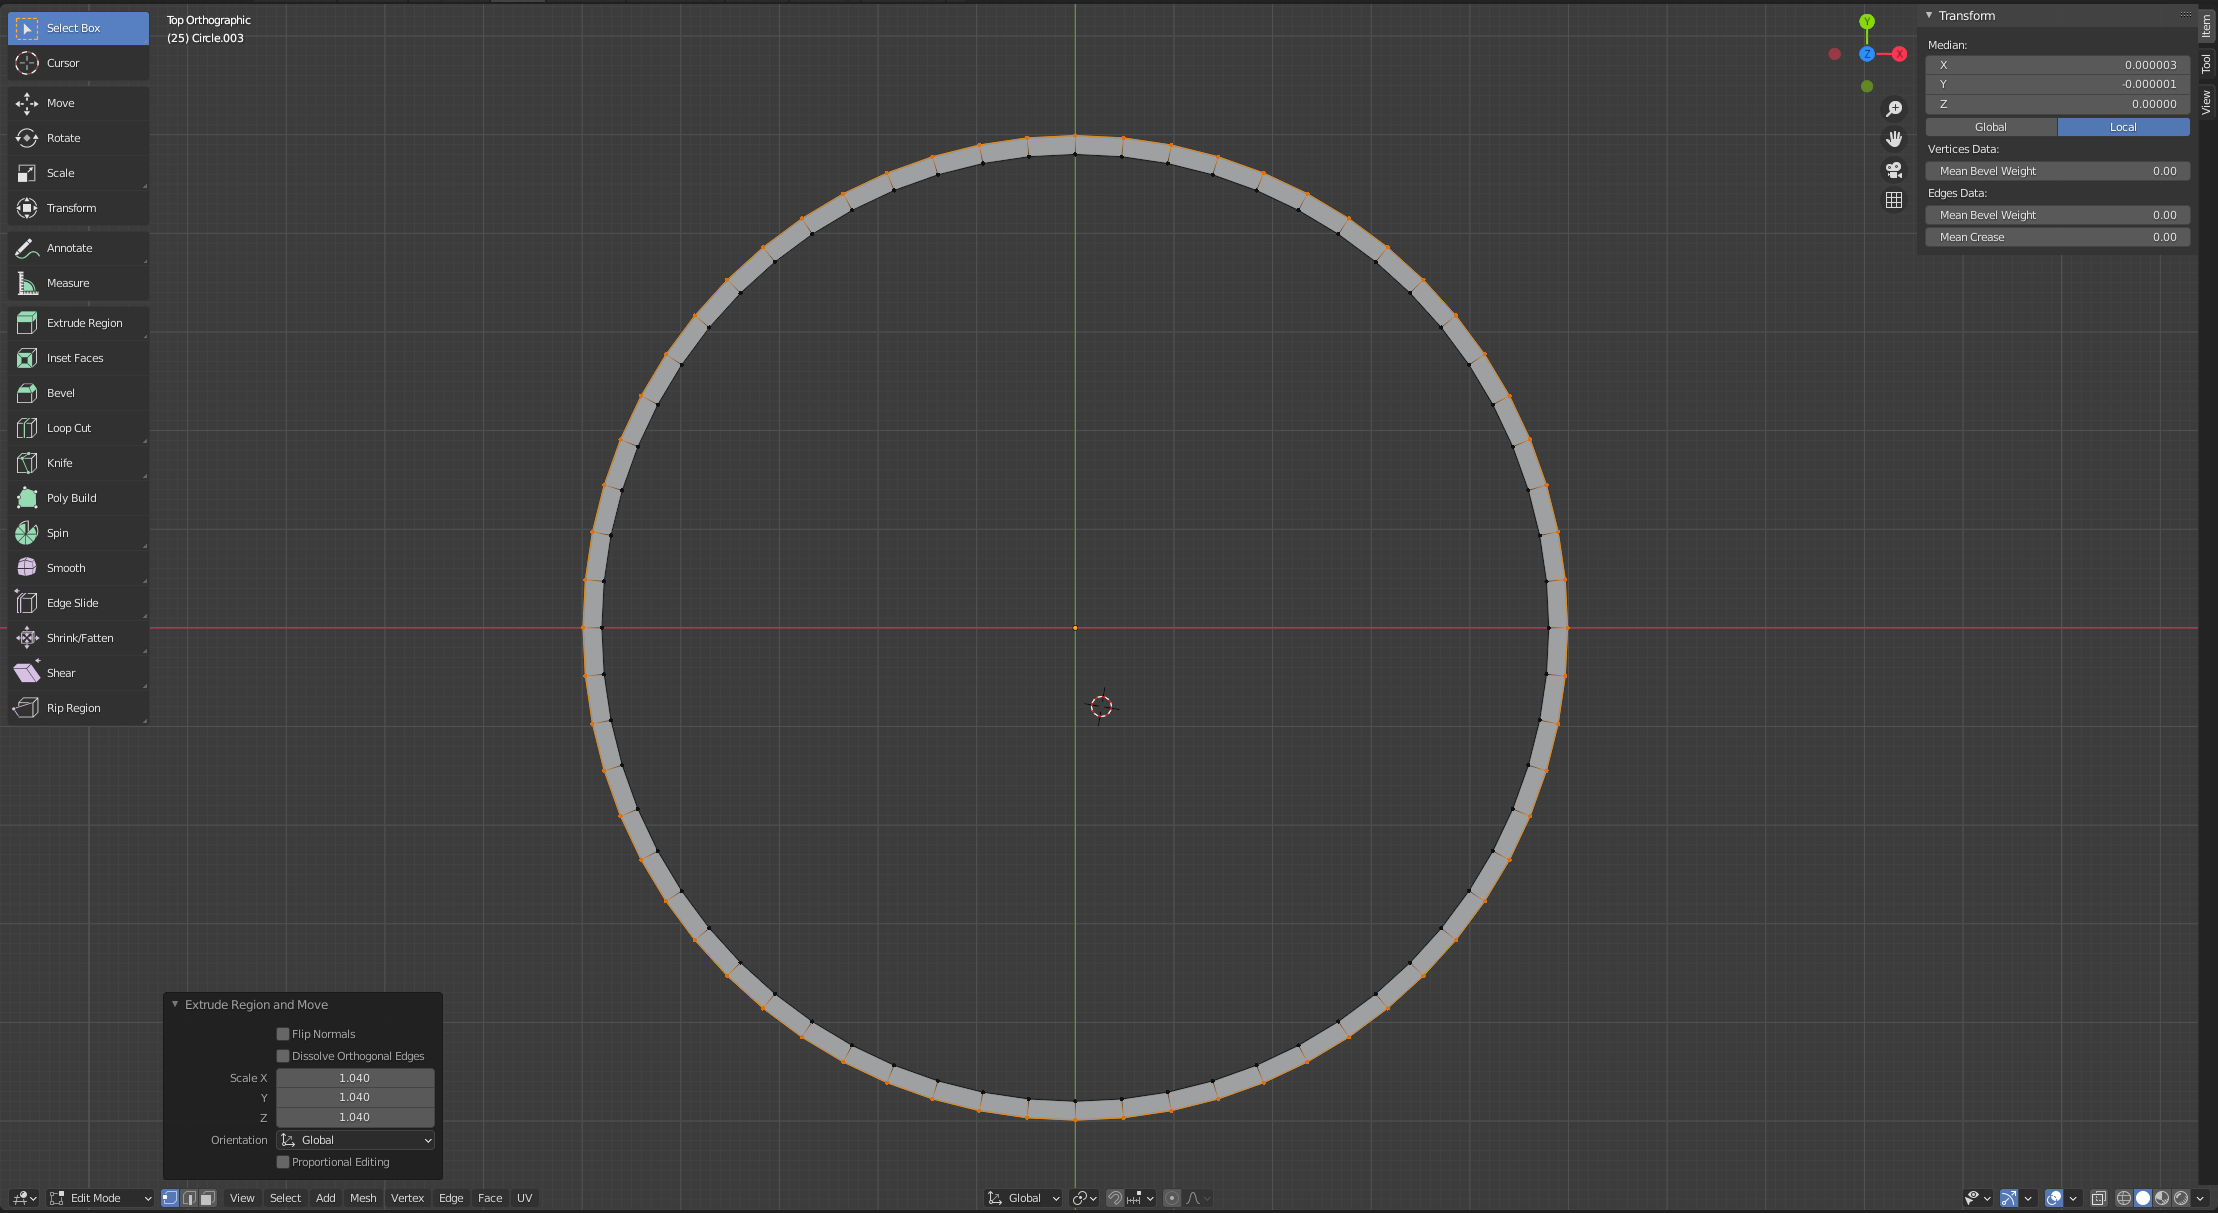 Top Orthographic
(25) Circle.003
Select Box
Cursor
Move
Rotate
Scale
Transform
Annotate
Measure
Extrude Region
Inset Faces
Bevel
Loop Cut
Knife
Poly Build
Spin
Smooth
Edge Slide
Shrink/Fatten
Shear
Rip Region
Y
Z
X
Transform
Median:
X 0.000003
Y -0.000001
Z 0.00000
Global Local
Vertices Data:
Mean Bevel Weight 0.00
Edges Data:
Mean Bevel Weight 0.00
Mean Crease 0.00
Item
Tool
View
Extrude Region and Move
Flip Normals
Dissolve Orthogonal Edges
Scale X 1.040
Y 1.040
Z 1.040
Orientation Global
Proportional Editing
Edit Mode View Select Add Mesh Vertex Edge Face UV Global